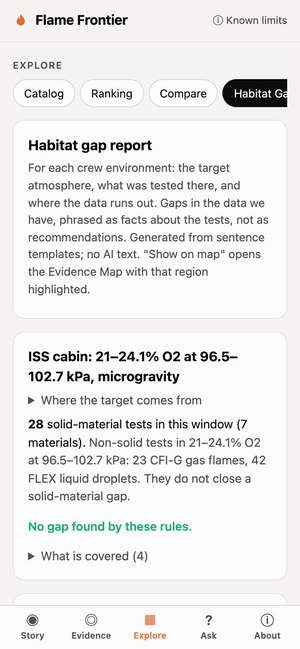 Flame Frontier
ⓘ Known limits
EXPLORE
Catalog
Ranking
Compare
Habitat Ga
Habitat gap report
For each crew environment: the target
atmosphere, what was tested there, and
where the data runs out. Gaps in the data we
have, phrased as facts about the tests, not as
recommendations. Generated from sentence
templates; no AI text. "Show on map" opens
the Evidence Map with that region
highlighted.
ISS cabin: 21–24.1% O2 at 96.5–
102.7 kPa, microgravity
▶ Where the target comes from
28 solid-material tests in this window (7
materials). Non-solid tests in 21–24.1% O2
at 96.5–102.7 kPa: 23 CFI-G gas flames, 42
FLEX liquid droplets. They do not close a
solid-material gap.
No gap found by these rules.
▶ What is covered (4)
Story
Evidence
Explore
? Ask
ⓘ About